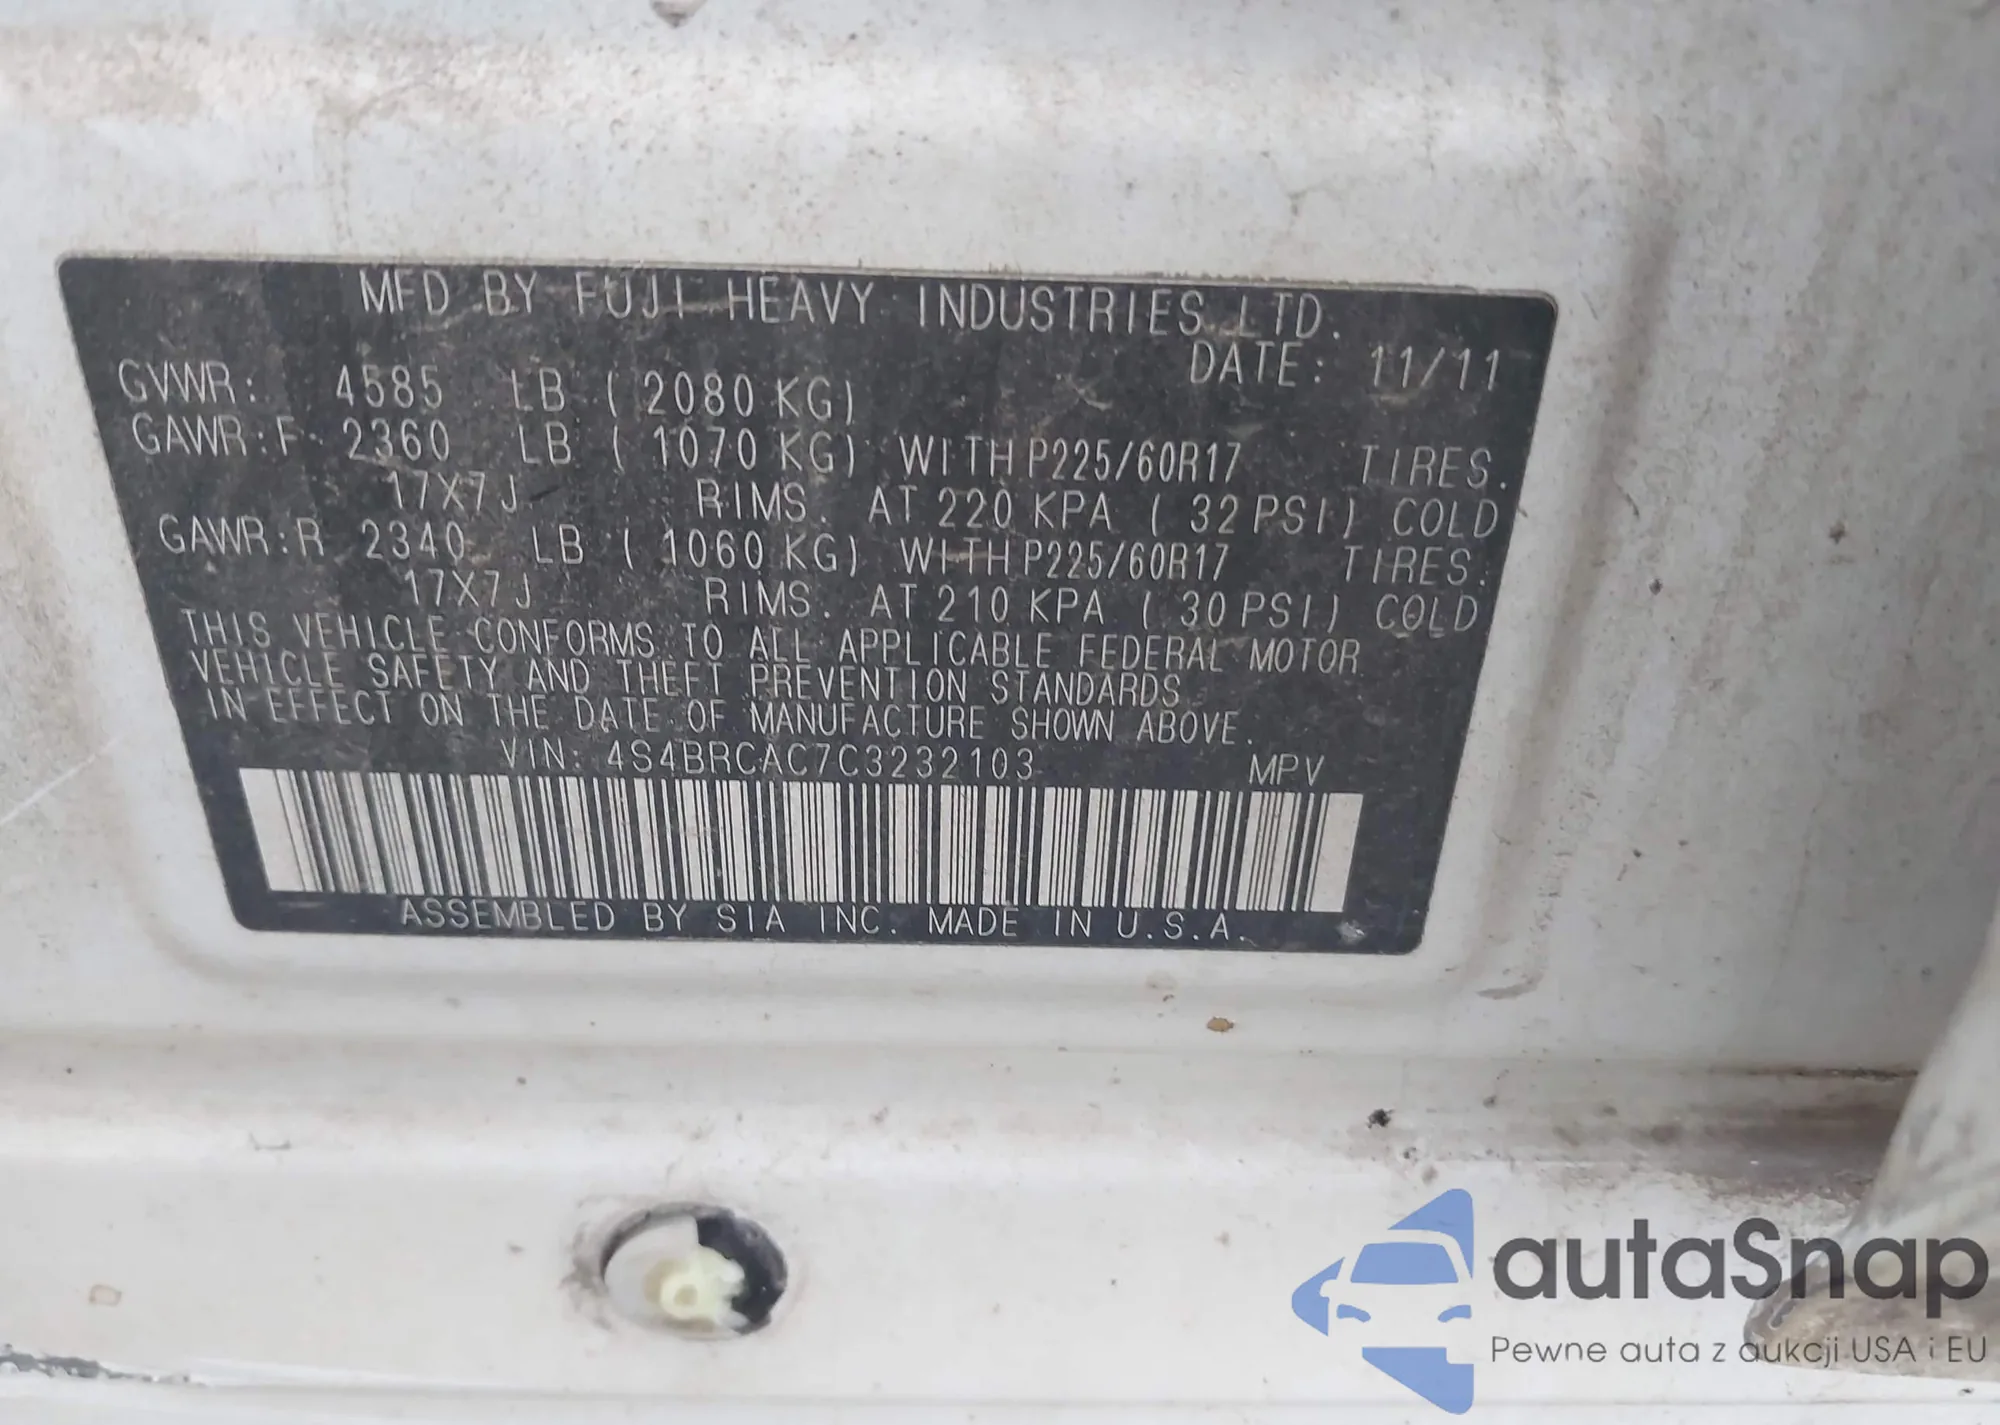 MFD BY FUJI HEAVY INDUSTRIES LTD.
DATE: 11/11
GVWR: 4585 LB (2080 KG)
GAWR:F 2360 LB (1070 KG) WITH P225/60R17 TIRES.
17X7J RIMS. AT 220 KPA (32 PSI) COLD
GAWR:R 2340 LB (1060 KG) WITH P225/60R17 TIRES.
17X7J RIMS. AT 210 KPA (30 PSI) COLD
THIS VEHICLE CONFORMS TO ALL APPLICABLE FEDERAL MOTOR
VEHICLE SAFETY AND THEFT PREVENTION STANDARDS
IN EFFECT ON THE DATE OF MANUFACTURE SHOWN ABOVE.
VIN: 4S4BRCAC7C3232103 MPV
ASSEMBLED BY SIA INC. MADE IN U.S.A.
autaSnap
Pewne auta z aukcji USA i EU